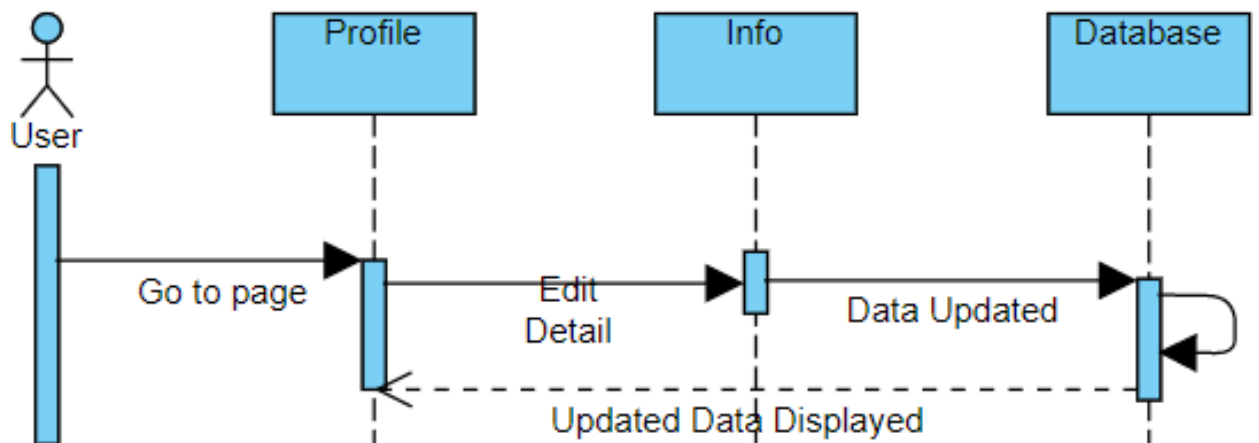 Profile
Info
Database
User
Go to page
Edit
Detail
Data Updated
Updated Data Displayed